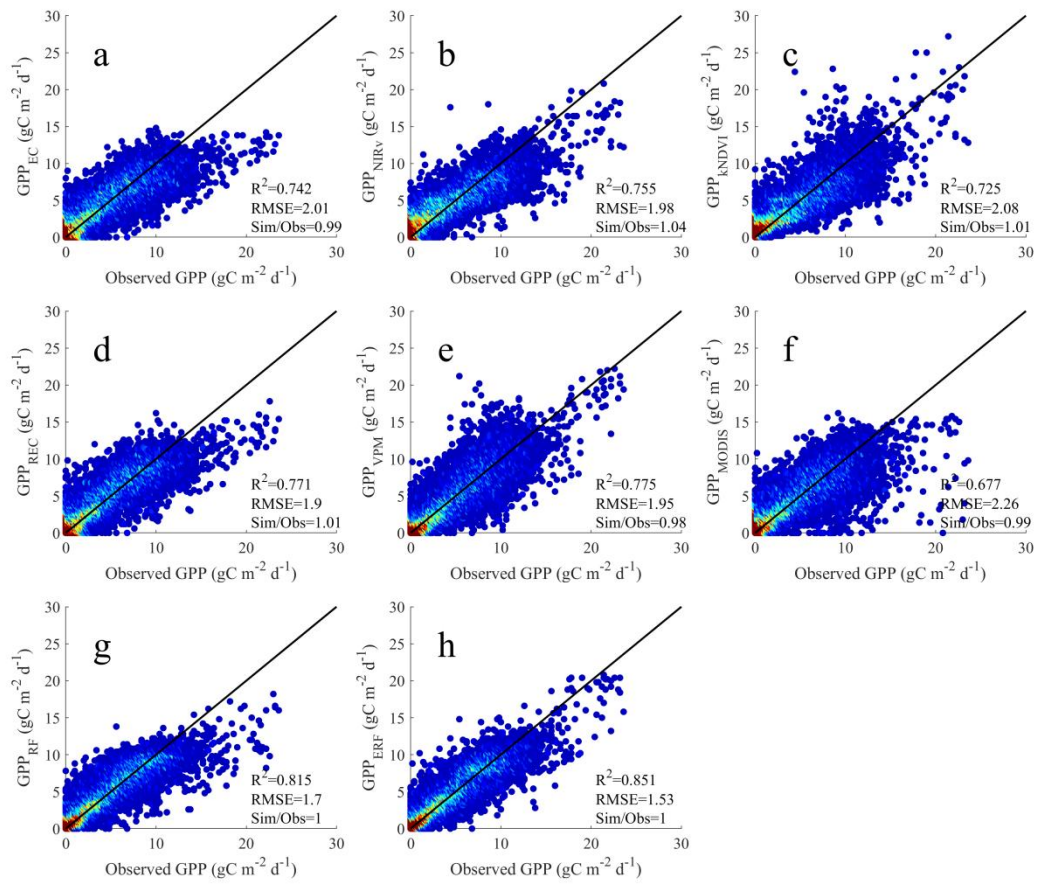 a
GPP_EC (gC m^-2 d^-1)
30
25
20
15
10
5
0
R^2=0.742
RMSE=2.01
Sim/Obs=0.99
0 10 20 30
Observed GPP (gC m^-2 d^-1)
b
GPP_NIRv (gC m^-2 d^-1)
30
25
20
15
10
5
0
R^2=0.755
RMSE=1.98
Sim/Obs=1.04
0 10 20 30
Observed GPP (gC m^-2 d^-1)
c
GPP_kNDVI (gC m^-2 d^-1)
30
25
20
15
10
5
0
R^2=0.725
RMSE=2.08
Sim/Obs=1.01
0 10 20 30
Observed GPP (gC m^-2 d^-1)
d
GPP_REC (gC m^-2 d^-1)
30
25
20
15
10
5
0
R^2=0.771
RMSE=1.9
Sim/Obs=1.01
0 10 20 30
Observed GPP (gC m^-2 d^-1)
e
GPP_VPM (gC m^-2 d^-1)
30
25
20
15
10
5
0
R^2=0.775
RMSE=1.95
Sim/Obs=0.98
0 10 20 30
Observed GPP (gC m^-2 d^-1)
f
GPP_MODIS (gC m^-2 d^-1)
30
25
20
15
10
5
0
R^2=0.677
RMSE=2.26
Sim/Obs=0.99
0 10 20 30
Observed GPP (gC m^-2 d^-1)
g
GPP_RF (gC m^-2 d^-1)
30
25
20
15
10
5
0
R^2=0.815
RMSE=1.7
Sim/Obs=1
0 10 20 30
Observed GPP (gC m^-2 d^-1)
h
GPP_ERF (gC m^-2 d^-1)
30
25
20
15
10
5
0
R^2=0.851
RMSE=1.53
Sim/Obs=1
0 10 20 30
Observed GPP (gC m^-2 d^-1)